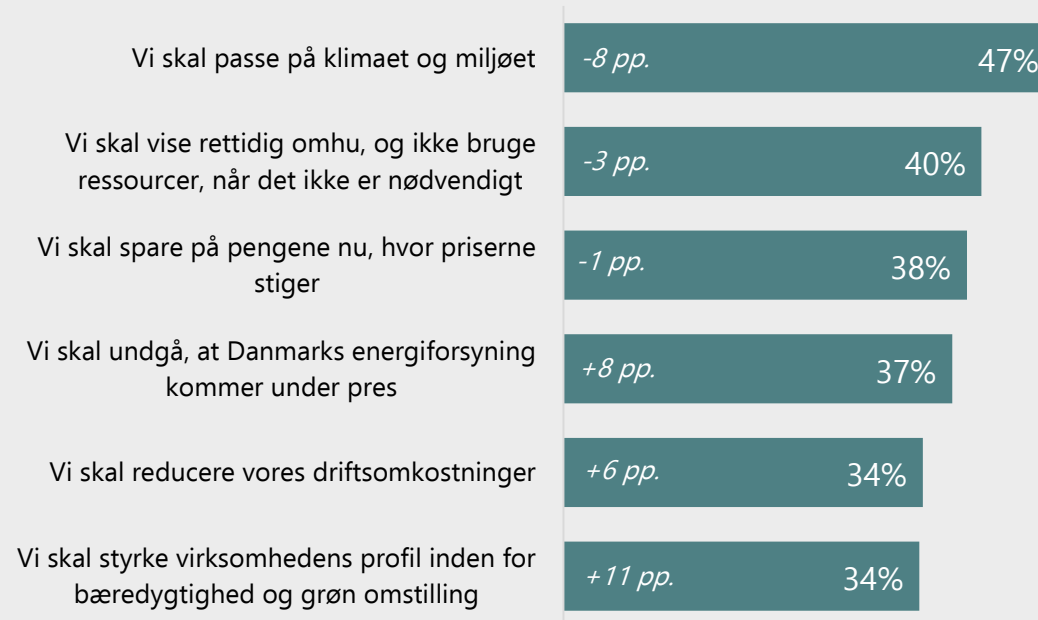 Vi skal passe på klimaet og miljøet
-8 pp.
47%
Vi skal vise rettidig omhu, og ikke bruge
ressourcer, når det ikke er nødvendigt
-3 pp.
40%
Vi skal spare på pengene nu, hvor priserne
stiger
-1 pp.
38%
Vi skal undgå, at Danmarks energiforsyning
kommer under pres
+8 pp.
37%
Vi skal reducere vores driftsomkostninger
+6 pp.
34%
Vi skal styrke virksomhedens profil inden for
bæredygtighed og grøn omstilling
+11 pp.
34%